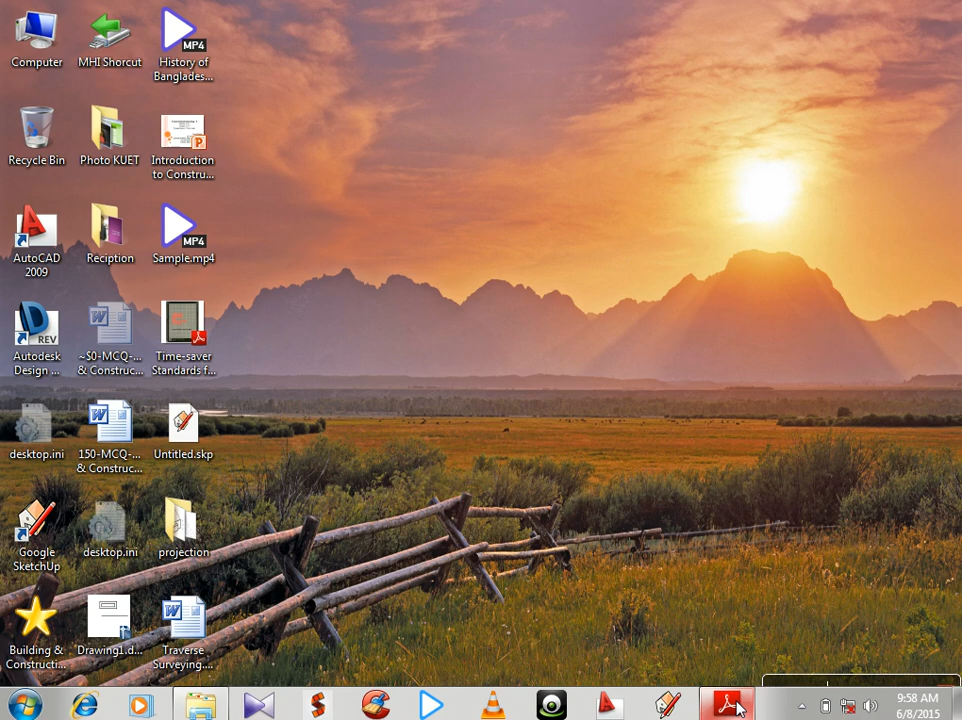 Computer
MHI Shorcut
MP4
History of
Banglades...
Recycle Bin
Photo KUET
Introduction
to Constru...
AutoCAD
2009
Reciption
MP4
Sample.mp4
REV
Autodesk
Design ...
~$0-MCQ-...
& Construc...
Time-saver
Standards f...
desktop.ini
150-MCQ-...
& Construc...
Untitled.skp
Google
SketchUp
desktop.ini
projection
Building &
Constructi...
Drawing1.d...
Traverse
Surveying....
9:58 AM
6/8/2015